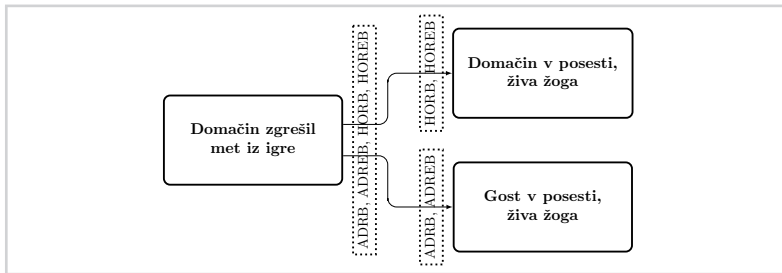 Domačin zgrešil
met iz igre
ADRB, ADREB, HORB, HOREB
HORB, HOREB
Domačin v posesti,
živa žoga
ADRB, ADREB
Gost v posesti,
živa žoga